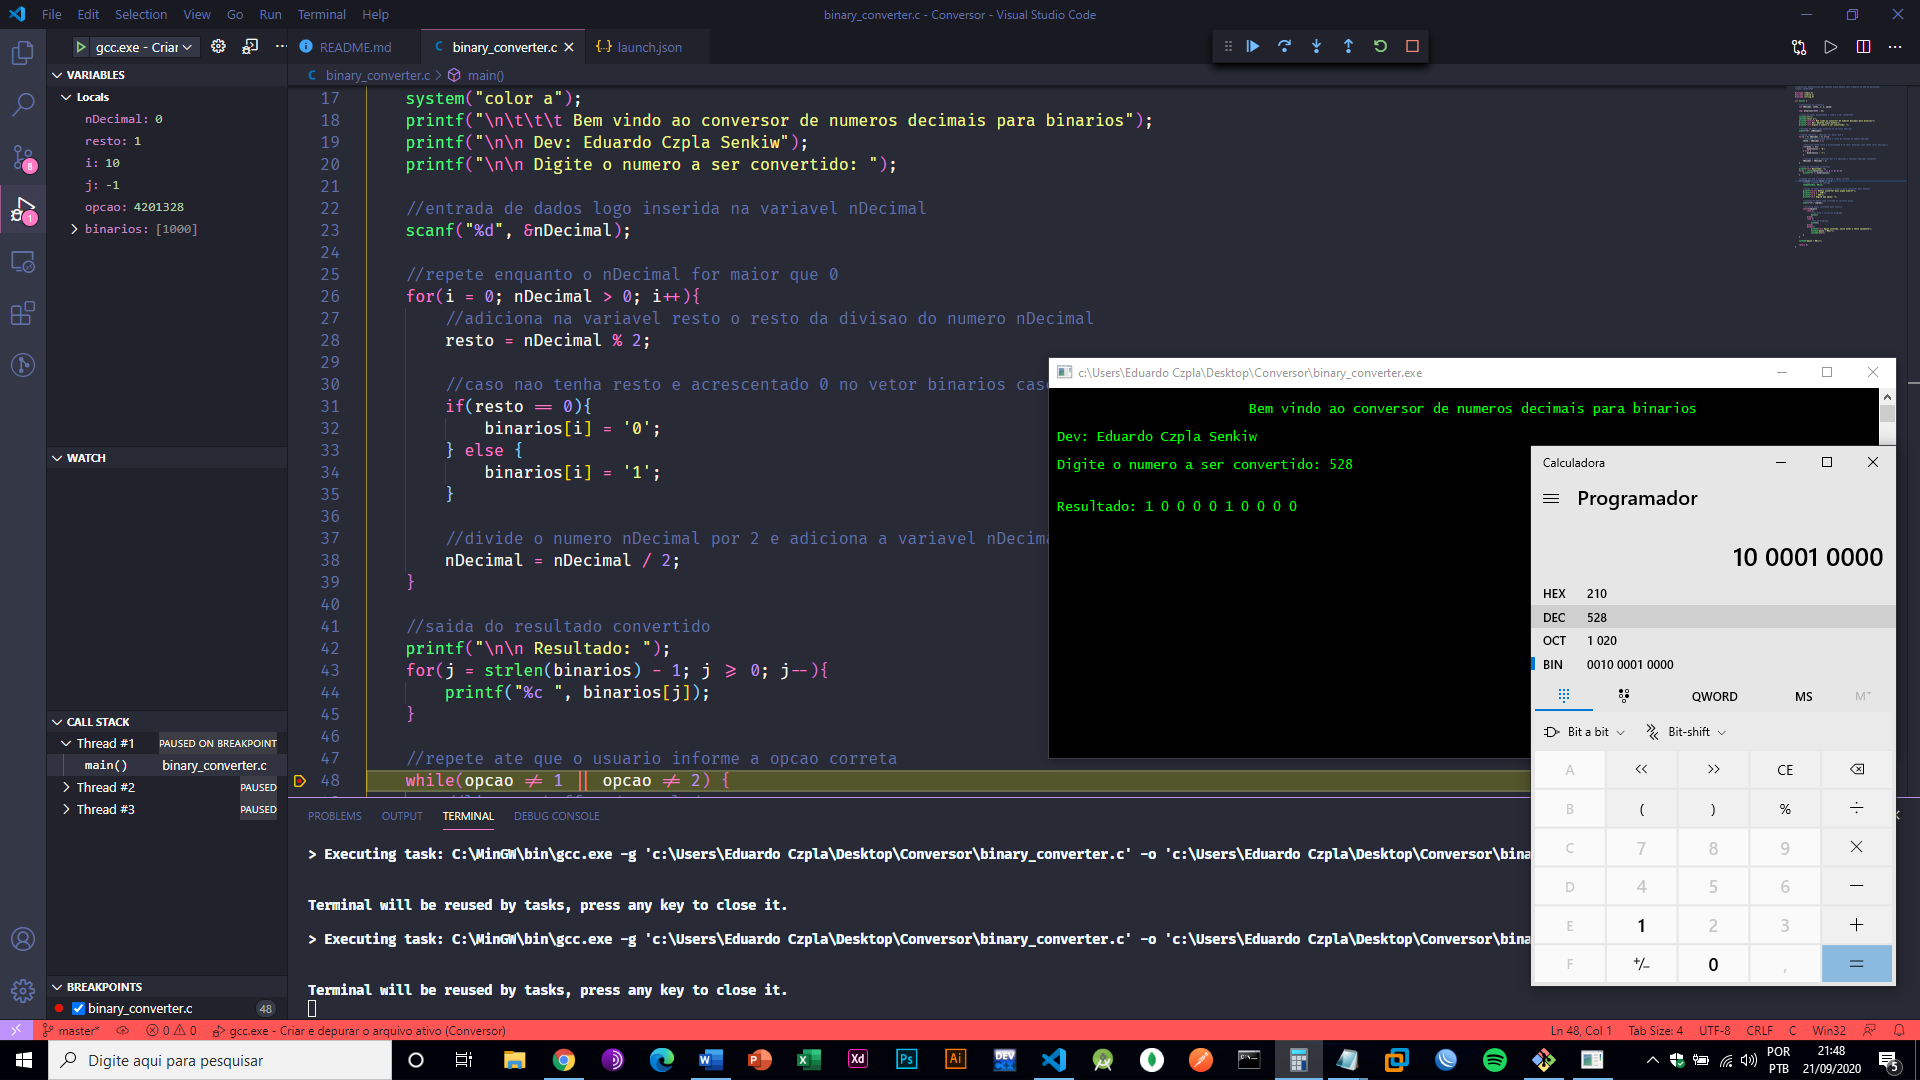 File Edit Selection View Go Run Terminal Help
binary_converter.c - Conversor - Visual Studio Code
gcc.exe - Criar
README.md
binary_converter.c
launch.json
binary_converter.c > main()
VARIABLES
Locals
nDecimal: 0
resto: 1
i: 10
j: -1
opcao: 4201328
binarios: [1000]
WATCH
CALL STACK
Thread #1 PAUSED ON BREAKPOINT
main() binary_converter.c
Thread #2 PAUSED
Thread #3 PAUSED
BREAKPOINTS
binary_converter.c 48
8
1
17 system("color a");
18 printf("\n\t\t\t Bem vindo ao conversor de numeros decimais para binarios");
19 printf("\n\n Dev: Eduardo Czpla Senkiw");
20 printf("\n\n Digite o numero a ser convertido: ");
21
22 //entrada de dados logo inserida na variavel nDecimal
23 scanf("%d", &nDecimal);
24
25 //repete enquanto o nDecimal for maior que 0
26 for(i = 0; nDecimal > 0; i++){
27 //adiciona na variavel resto o resto da divisao do numero nDecimal
28 resto = nDecimal % 2;
29
30 //caso nao tenha resto e acrescentado 0 no vetor binarios
31 if(resto == 0){
32 binarios[i] = '0';
33 } else {
34 binarios[i] = '1';
35 }
36
37 //divide o numero nDecimal por 2 e adiciona a variavel
38 nDecimal = nDecimal / 2;
39 }
40
41 //saida do resultado convertido
42 printf("\n\n Resultado: ");
43 for(j = strlen(binarios) - 1; j >= 0; j--){
44 printf("%c ", binarios[j]);
45 }
46
47 //repete ate que o usuario informe a opcao correta
48 while(opcao != 1 || opcao != 2) {
c:\Users\Eduardo Czpla\Desktop\Conversor\binary_converter.exe
Bem vindo ao conversor de numeros decimais para binarios
Dev: Eduardo Czpla Senkiw
Digite o numero a ser convertido: 528
Resultado: 1 0 0 0 0 1 0 0 0 0
Calculadora
Programador
10 0001 0000
HEX 210
DEC 528
OCT 1 020
BIN 0010 0001 0000
QWORD MS M˅
Bit a bit Bit-shift
A << >> CE
B ( ) % ÷
C 7 8 9 ×
D 4 5 6 −
E 1 2 3 +
F +/− 0 , =
PROBLEMS OUTPUT TERMINAL DEBUG CONSOLE
> Executing task: C:\MinGW\bin\gcc.exe -g 'c:\Users\Eduardo Czpla\Desktop\Conversor\binary_converter.c' -o 'c:\Users\Eduardo Czpla\Desktop\Conversor\bina
Terminal will be reused by tasks, press any key to close it.
> Executing task: C:\MinGW\bin\gcc.exe -g 'c:\Users\Eduardo Czpla\Desktop\Conversor\binary_converter.c' -o 'c:\Users\Eduardo Czpla\Desktop\Conversor\bina
Terminal will be reused by tasks, press any key to close it.
master* 0 0 gcc.exe - Criar e depurar o arquivo ativo (Conversor)
Ln 48, Col 1 Tab Size: 4 UTF-8 CRLF C Win32
Digite aqui para pesquisar
POR
PTB
21:48
21/09/2020
5